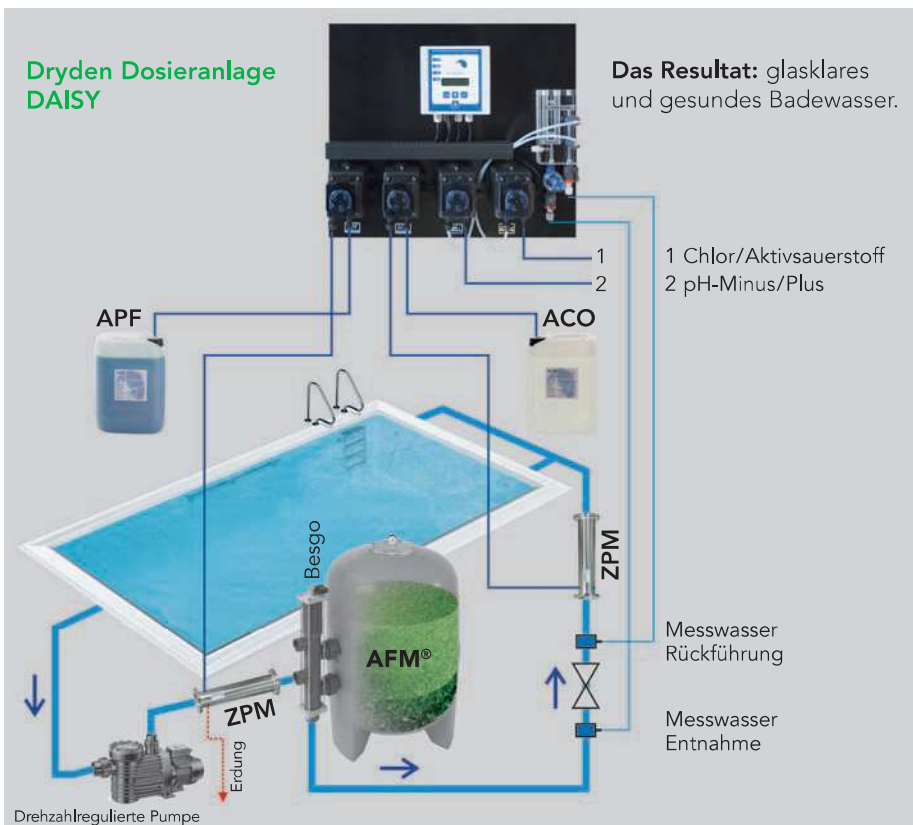 Dryden Dosieranlage
DAISY
Das Resultat: glasklares
und gesundes Badewasser.
1
1 Chlor/Aktivsauerstoff
2
2 pH-Minus/Plus
APF
ACO
Besgo
ZPM
AFM®
Messwasser
Rückführung
ZPM
Messwasser
Entnahme
Erdung
Drehzahlregulierte Pumpe